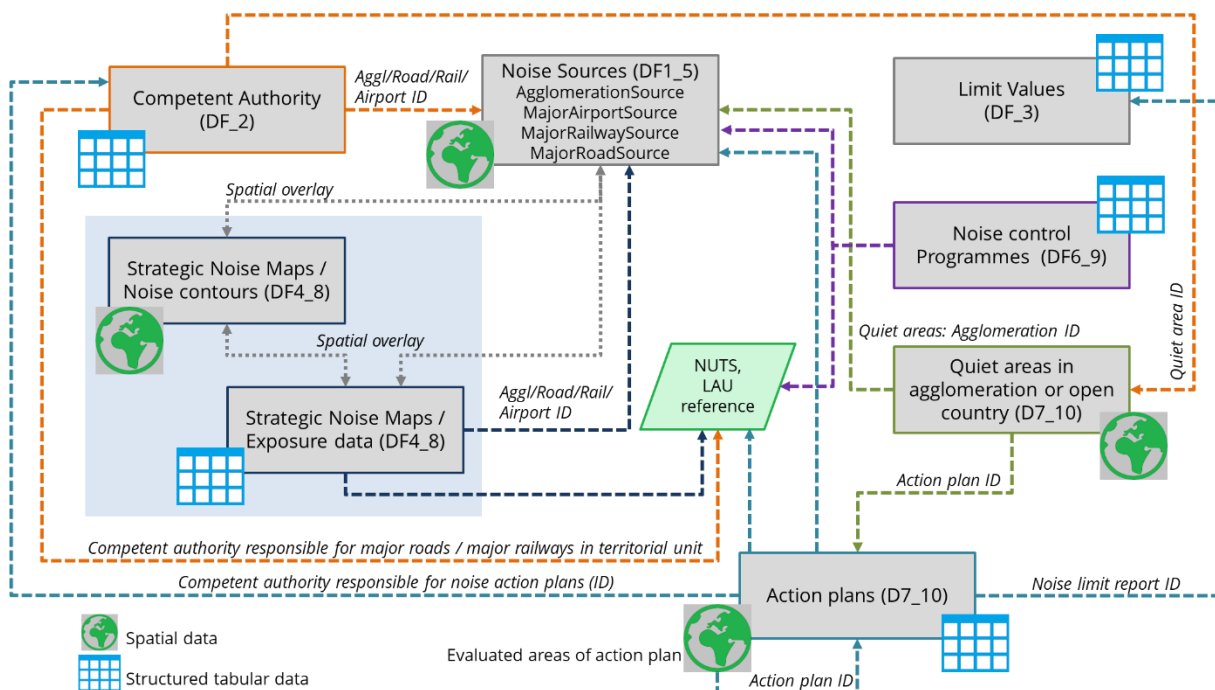 Competent Authority
(DF_2)
Aggl/Road/Rail/
Airport ID
Noise Sources (DF1_5)
AgglomerationSource
MajorAirportSource
MajorRailwaySource
MajorRoadSource
Limit Values
(DF_3)
Spatial overlay
Strategic Noise Maps /
Noise contours (DF4_8)
Noise control
Programmes (DF6_9)
Quiet area ID
Spatial overlay
Quiet areas: Agglomeration ID
NUTS,
LAU
reference
Quiet areas in
agglomeration or open
country (D7_10)
Aggl/Road/Rail/
Airport ID
Strategic Noise Maps /
Exposure data (DF4_8)
Action plan ID
Competent authority responsible for major roads / major railways in territorial unit
Competent authority responsible for noise action plans (ID)
Action plans (D7_10)
Noise limit report ID
Spatial data
Evaluated areas of action plan
Structured tabular data
Action plan ID